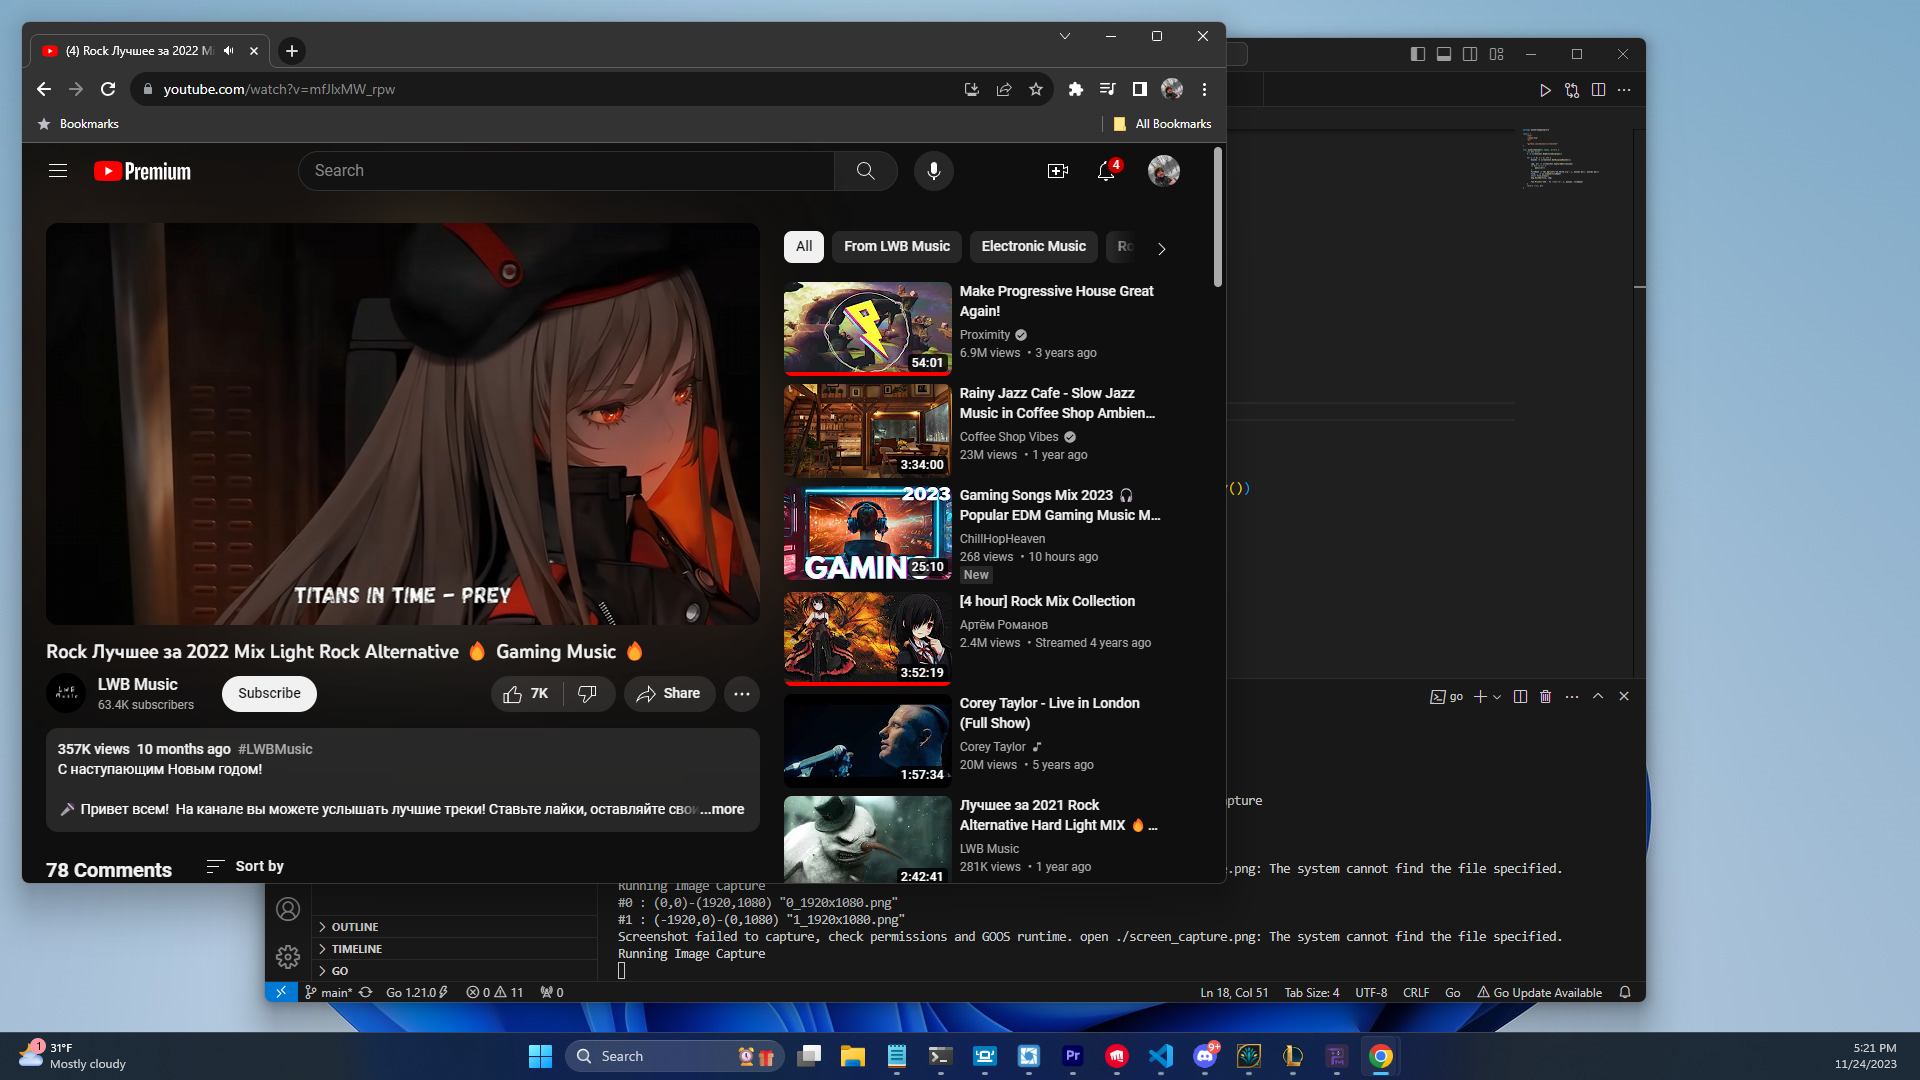 (4) Rock Лучшее за 2022 Mi
youtube.com/watch?v=mfJlxMW_rpw
Bookmarks
All Bookmarks
Premium
Search
4
All
From LWB Music
Electronic Music
Ro
TITANS IN TIME – PREY
Rock Лучшее за 2022 Mix Light Rock Alternative 🔥 Gaming Music 🔥
LWB Music
63.4K subscribers
Subscribe
7K
Share
357K views 10 months ago #LWBMusic
С наступающим Новым годом!
🎤 Привет всем! На канале вы можете услышать лучшие треки! Ставьте лайки, оставляйте свои ...more
78 Comments
Sort by
Make Progressive House Great
Again!
Proximity
6.9M views • 3 years ago
54:01
Rainy Jazz Cafe - Slow Jazz
Music in Coffee Shop Ambien...
Coffee Shop Vibes
23M views • 1 year ago
3:34:00
2023
GAMING
25:10
Gaming Songs Mix 2023 🎧
Popular EDM Gaming Music M...
ChillHopHeaven
268 views • 10 hours ago
New
[4 hour] Rock Mix Collection
Артём Романов
2.4M views • Streamed 4 years ago
3:52:19
Corey Taylor - Live in London
(Full Show)
Corey Taylor
20M views • 5 years ago
1:57:34
Лучшее за 2021 Rock
Alternative Hard Light MIX 🔥 ...
LWB Music
281K views • 1 year ago
2:42:41
())
go
pture
.png: The system cannot find the file specified.
Running Image Capture
#0 : (0,0)-(1920,1080) "0_1920x1080.png"
#1 : (-1920,0)-(0,1080) "1_1920x1080.png"
Screenshot failed to capture, check permissions and GOOS runtime. open ./screen_capture.png: The system cannot find the file specified.
Running Image Capture
OUTLINE
TIMELINE
GO
main*
Go 1.21.0
0
11
0
Ln 18, Col 51
Tab Size: 4
UTF-8
CRLF
Go
Go Update Available
1
31°F
Mostly cloudy
Search
Pr
9+
5:21 PM
11/24/2023